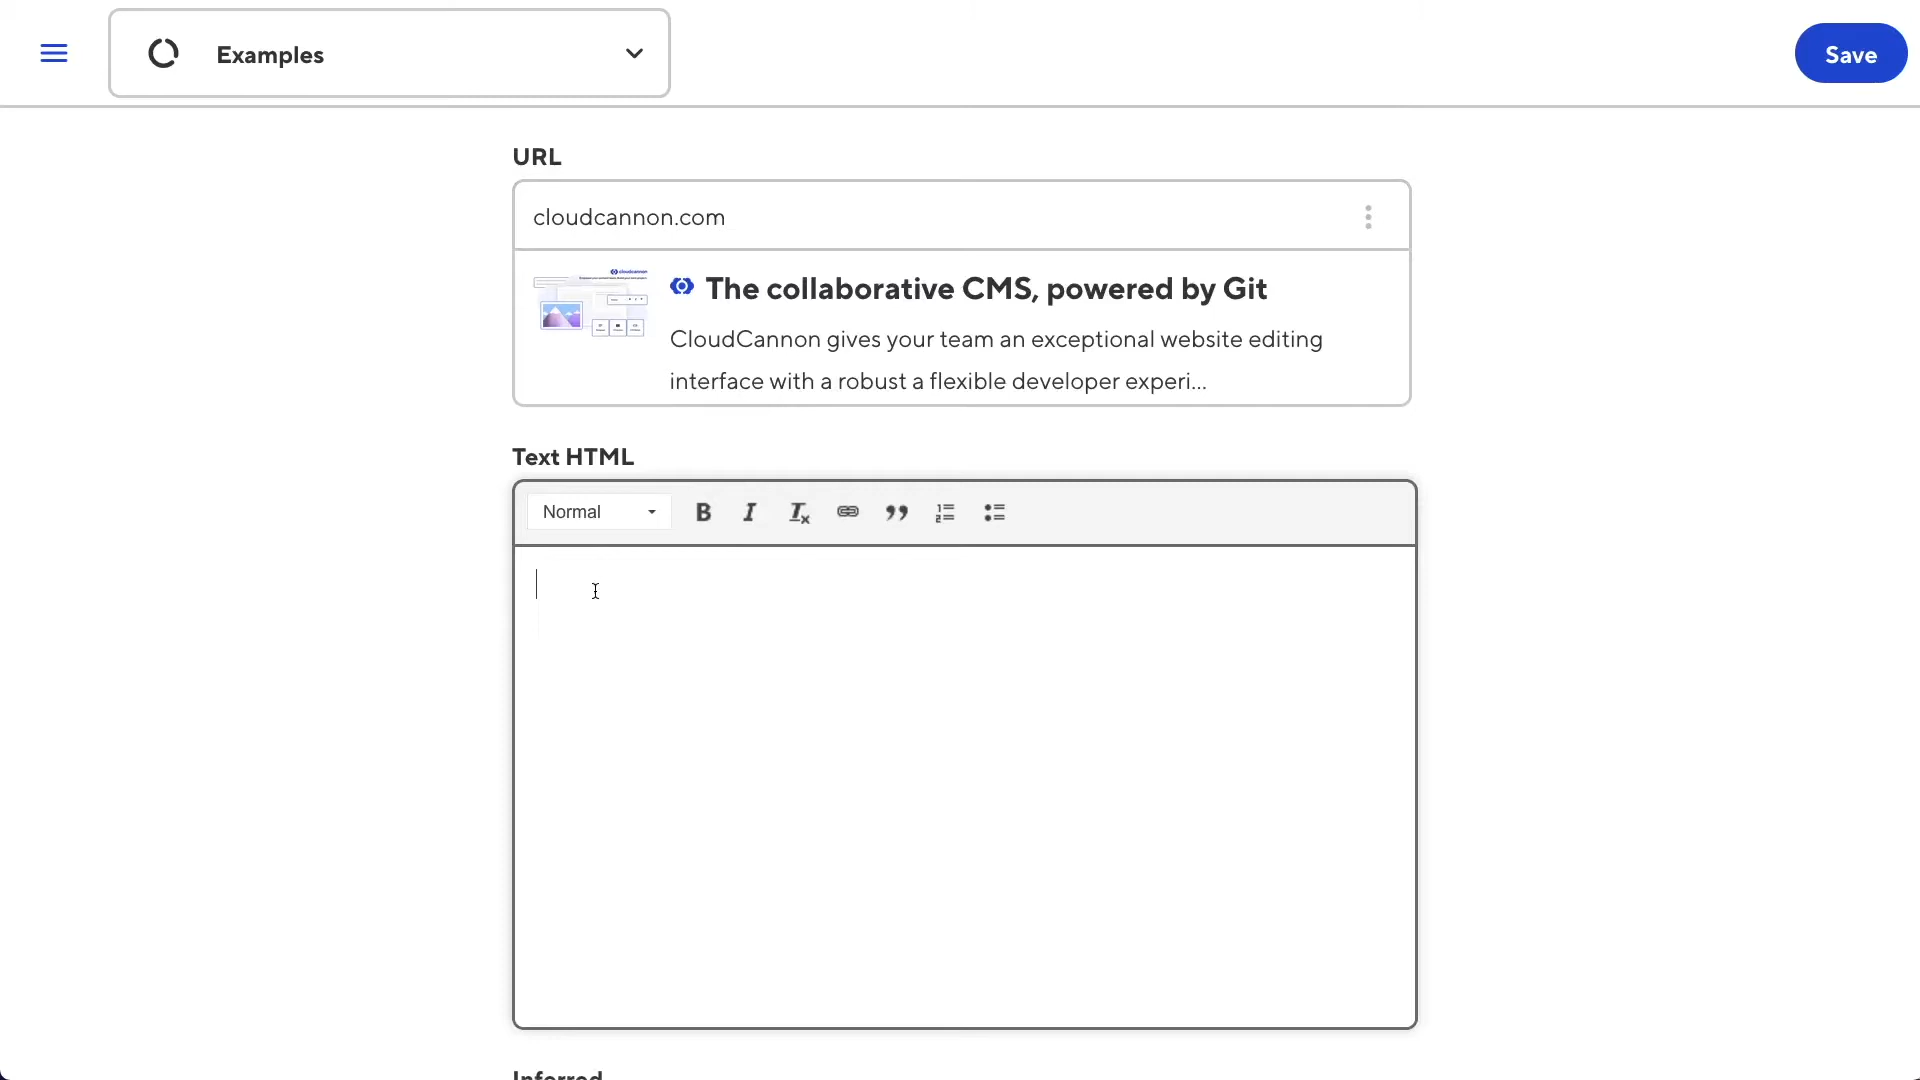 Examples
Save
URL
cloudcannon.com
The collaborative CMS, powered by Git
CloudCannon gives your team an exceptional website editing
interface with a robust a flexible developer experi...
Text HTML
Normal
Inferred